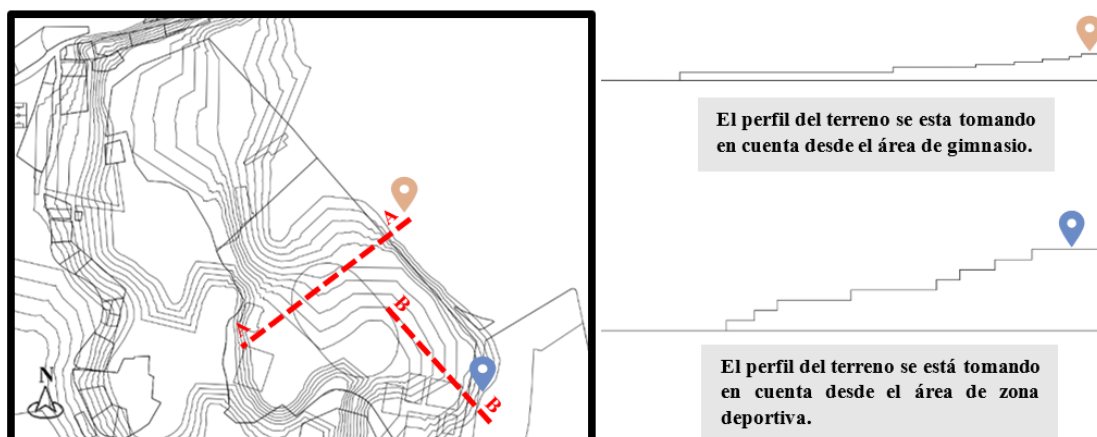 A
A
B
B
N
El perfil del terreno se esta tomando
en cuenta desde el área de gimnasio.
El perfil del terreno se está tomando
en cuenta desde el área de zona
deportiva.